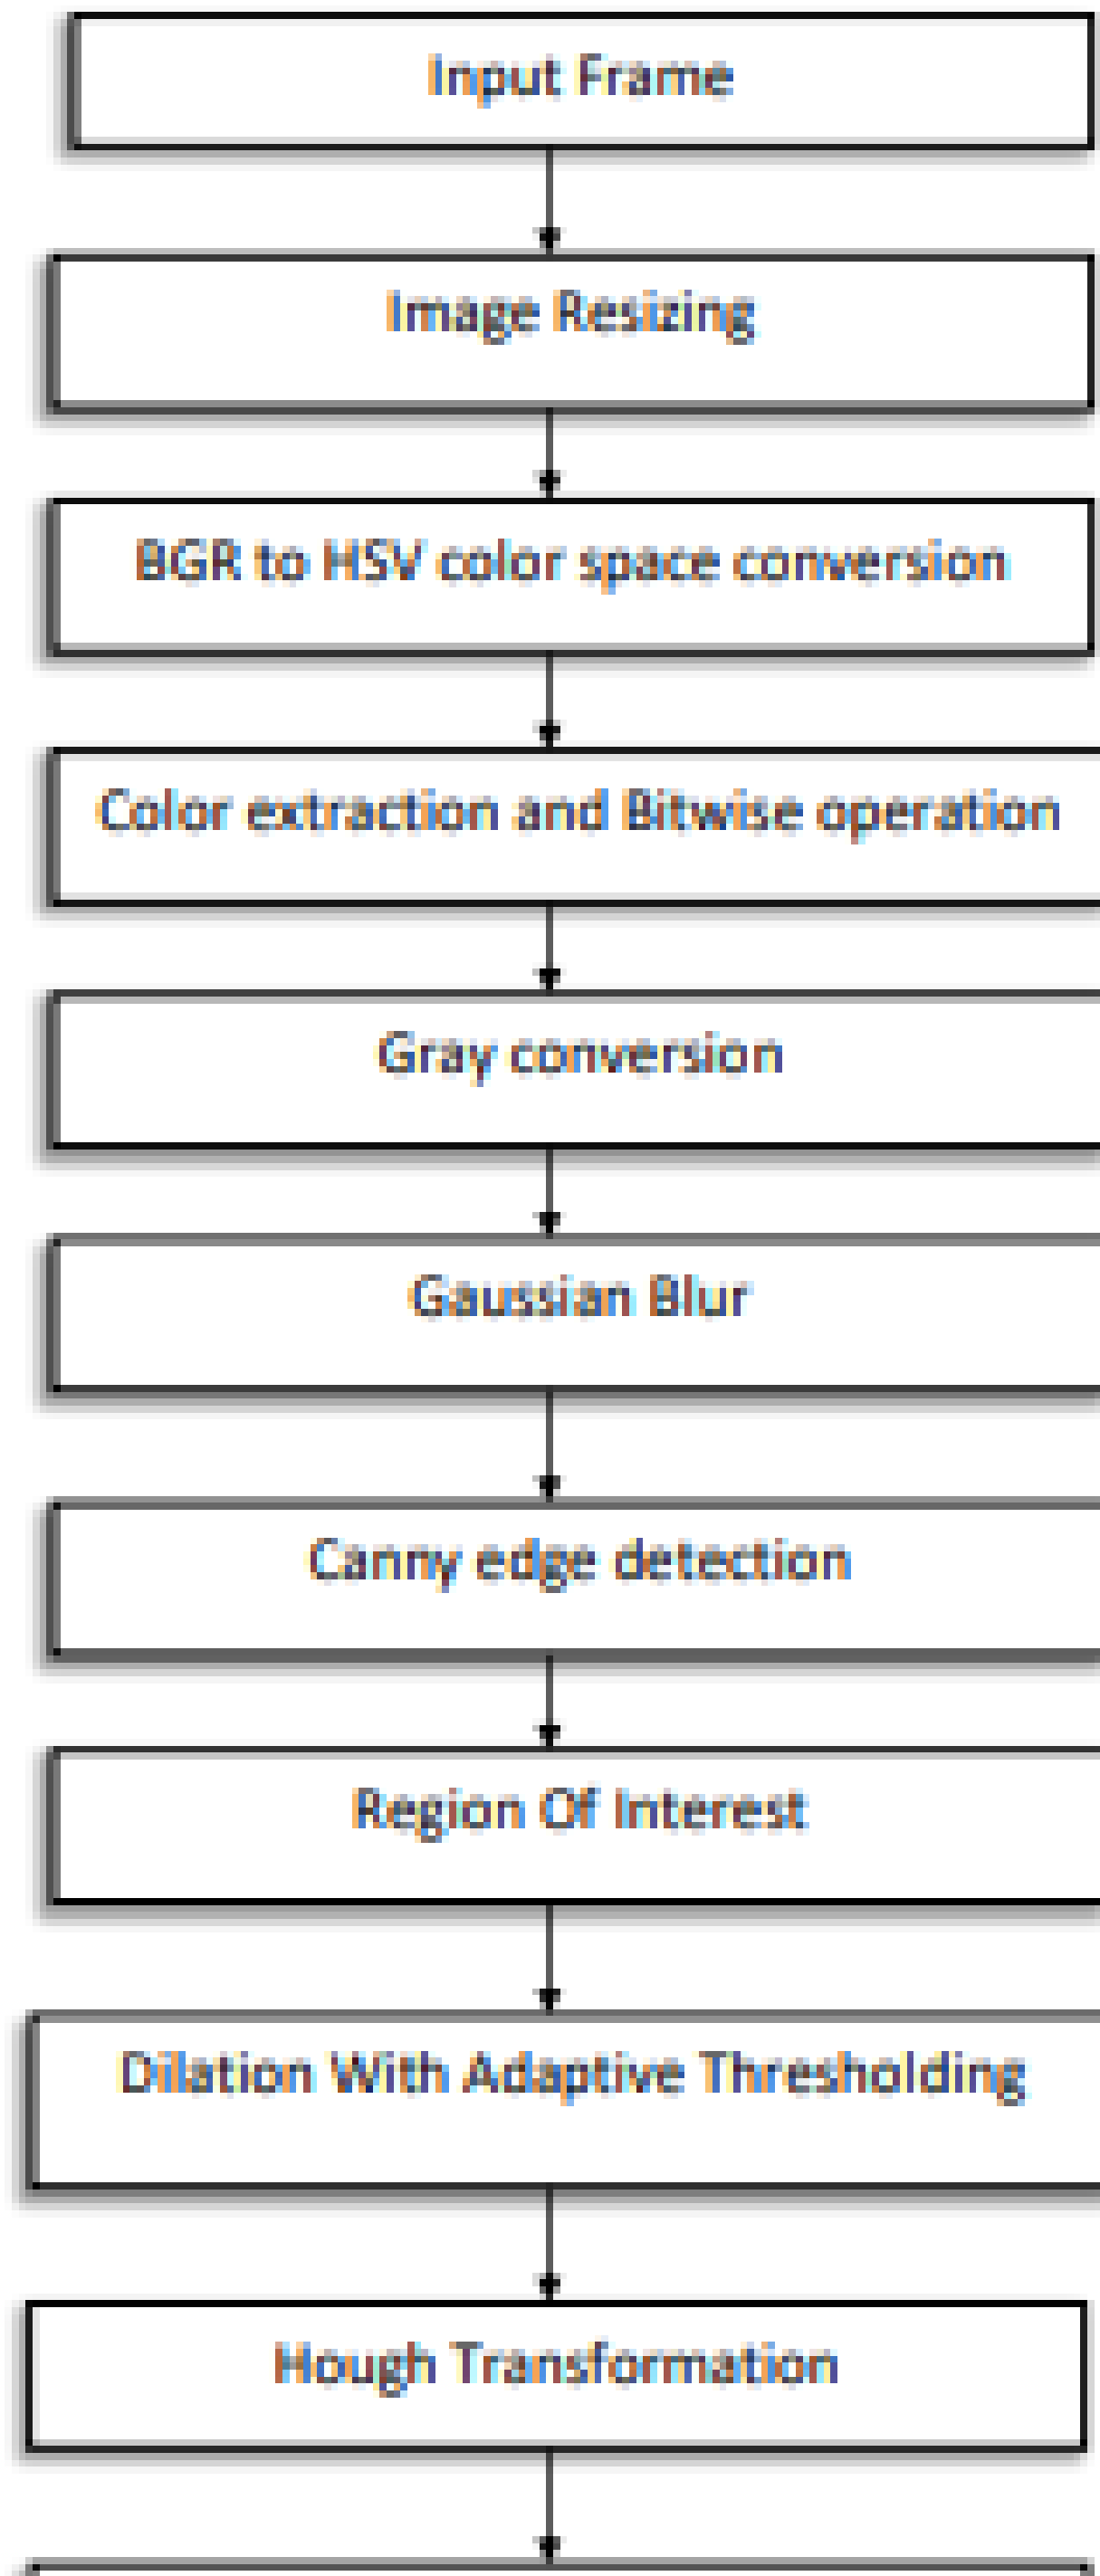 Input Frame
Image Resizing
BGR to HSV color space conversion
Color extraction and Bitwise operation
Gray conversion
Gaussian Blur
Canny edge detection
Region Of Interest
Dilation With Adaptive Thresholding
Hough Transformation